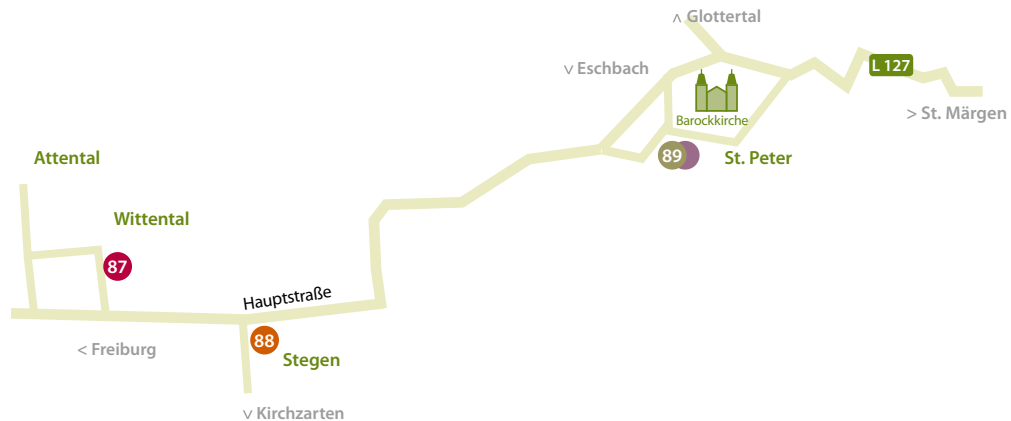 ˄ Glottertal
˅ Eschbach
L 127
> St. Märgen
Barockkirche
89
St. Peter
Attental
Wittental
87
Hauptstraße
88
< Freiburg
Stegen
˅ Kirchzarten